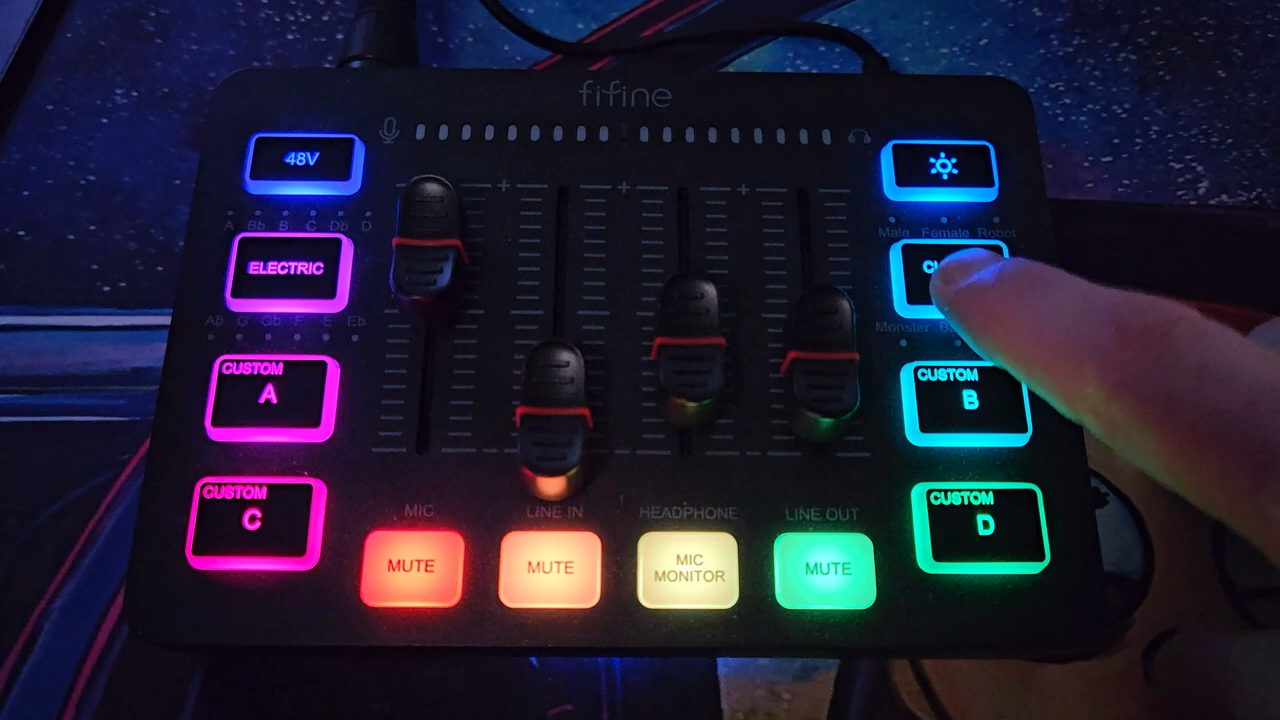 fifine
48V
A Bb B C Db D
Male Female Robot
ELECTRIC
Ab G Gb F E Eb
Monster
CUSTOM
A
CUSTOM
B
CUSTOM
C
CUSTOM
D
MIC
LINE IN
HEADPHONE
LINE OUT
MUTE
MUTE
MIC
MONITOR
MUTE